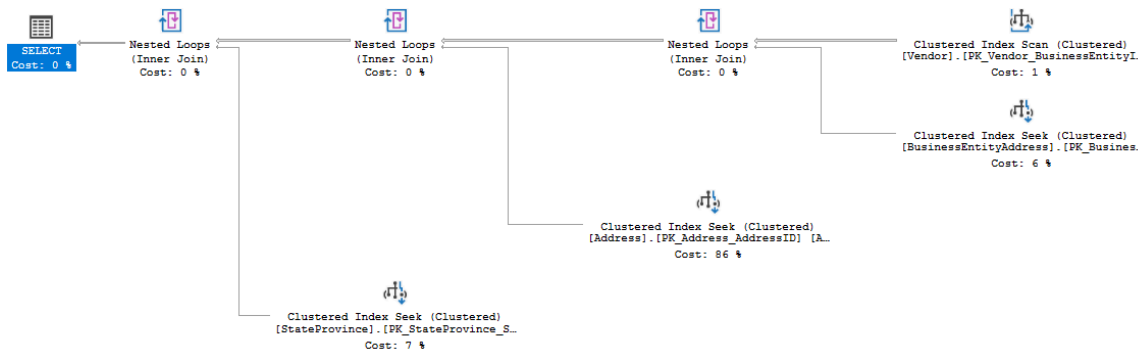 SELECT
Cost: 0 %
Nested Loops
(Inner Join)
Cost: 0 %
Nested Loops
(Inner Join)
Cost: 0 %
Nested Loops
(Inner Join)
Cost: 0 %
Clustered Index Scan (Clustered)
[Vendor].[PK_Vendor_BusinessEntityI…
Cost: 1 %
Clustered Index Seek (Clustered)
[BusinessEntityAddress].[PK_Busines…
Cost: 6 %
Clustered Index Seek (Clustered)
[Address].[PK_Address_AddressID] [A…
Cost: 86 %
Clustered Index Seek (Clustered)
[StateProvince].[PK_StateProvince_S…
Cost: 7 %